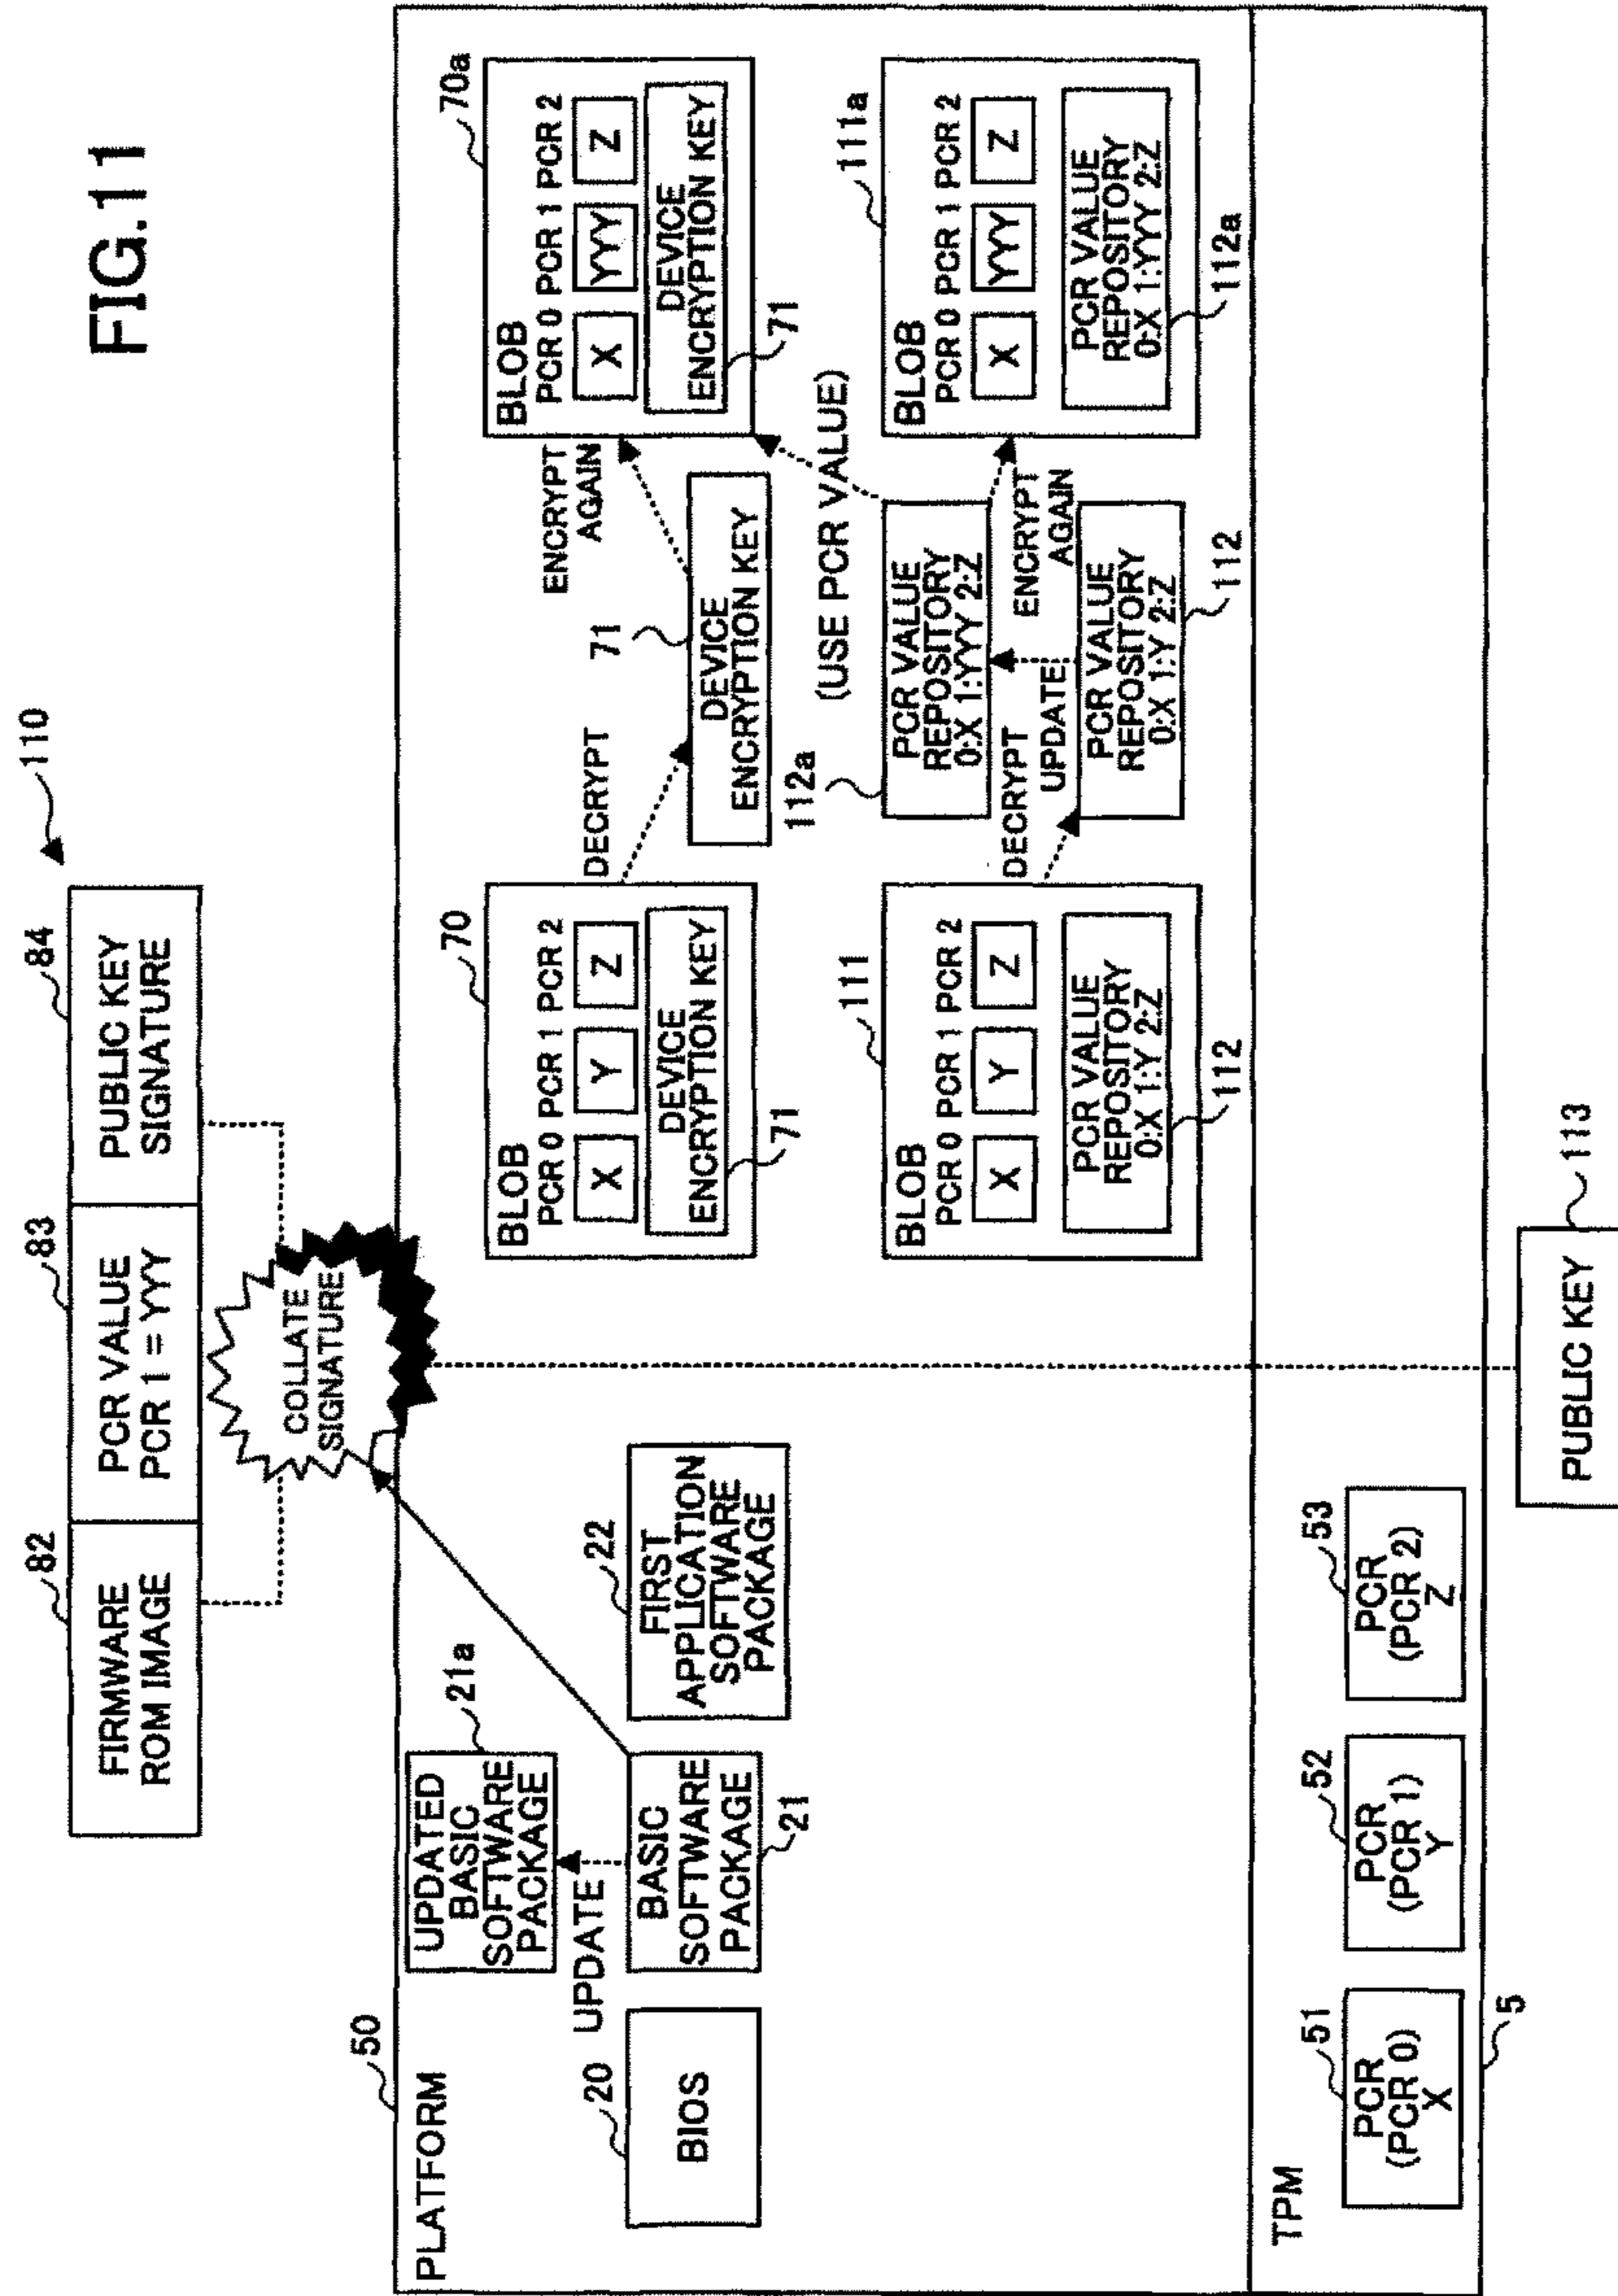 FIG.11
110
82
83
84
FIRMWARE
ROM IMAGE
PCR VALUE
PCR 1 = YYY
PUBLIC KEY
SIGNATURE
COLLATE
SIGNATURE
50
PLATFORM
20
BIOS
UPDATED
BASIC
SOFTWARE
PACKAGE
21a
UPDATE
BASIC
SOFTWARE
PACKAGE
21
22
FIRST
APPLICATION
SOFTWARE
PACKAGE
70
BLOB
PCR 0 PCR 1 PCR 2
X Y Z
DEVICE
ENCRYPTION KEY
71
DECRYPT
71
DEVICE
ENCRYPTION KEY
ENCRYPT
AGAIN
70a
BLOB
PCR 0 PCR 1 PCR 2
X YYY Z
DEVICE
ENCRYPTION KEY
71
(USE PCR VALUE)
111
BLOB
PCR 0 PCR 1 PCR 2
X Y Z
PCR VALUE
REPOSITORY
0:X 1:Y 2:Z
112
112a
PCR VALUE
REPOSITORY
0:X 1:YYY 2:Z
DECRYPT
UPDATE
ENCRYPT
AGAIN
PCR VALUE
REPOSITORY
0:X 1:Y 2:Z
112
111a
BLOB
PCR 0 PCR 1 PCR 2
X YYY Z
PCR VALUE
REPOSITORY
0:X 1:YYY 2:Z
112a
TPM
51
PCR
(PCR 0)
X
52
PCR
(PCR 1)
Y
53
PCR
(PCR 2)
Z
5
PUBLIC KEY
113